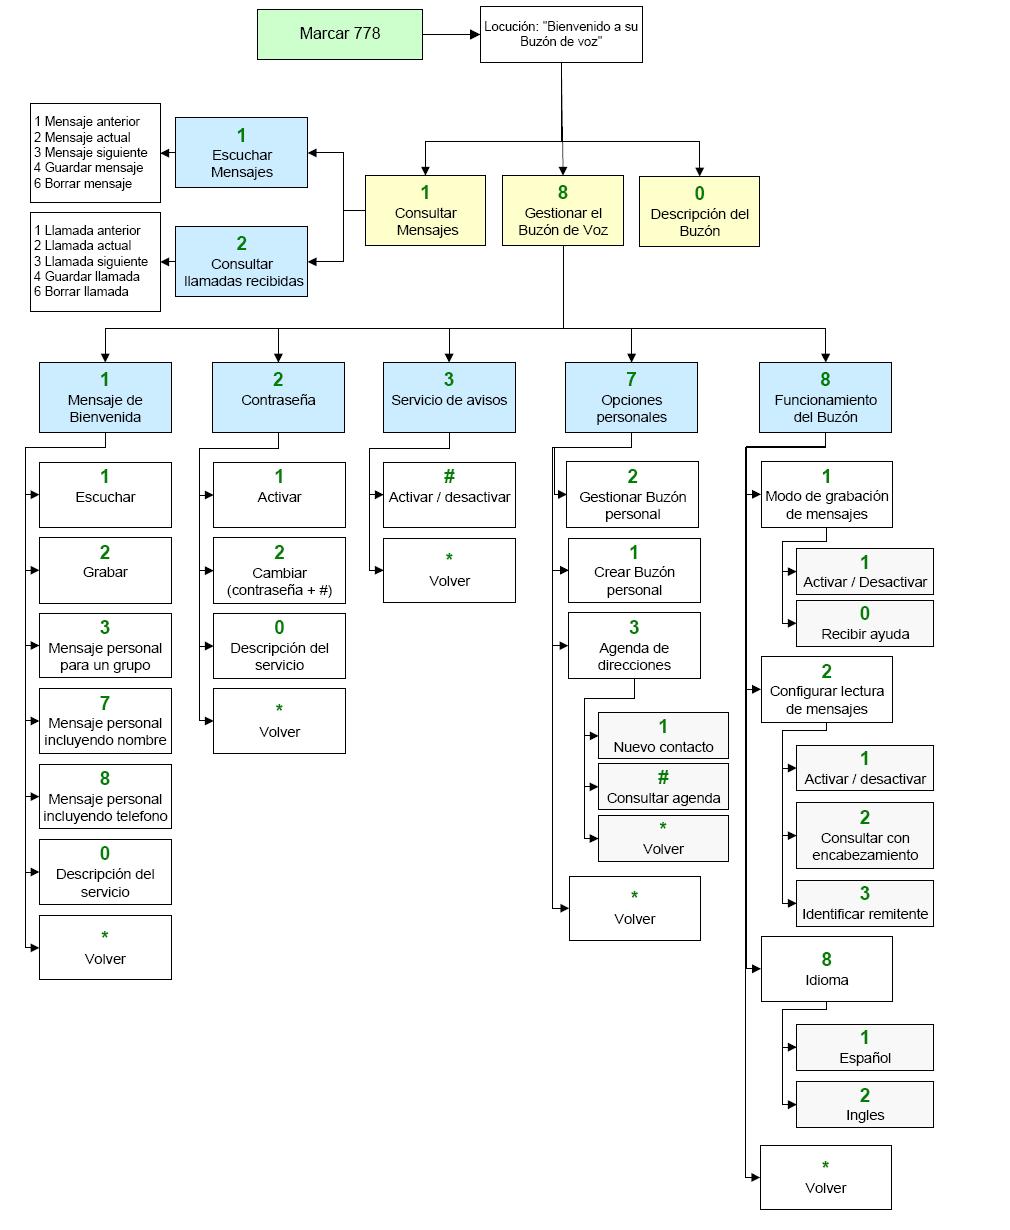 Marcar 778
Locución: "Bienvenido a su
Buzón de voz"
1 Mensaje anterior
2 Mensaje actual
3 Mensaje siguiente
4 Guardar mensaje
6 Borrar mensaje
1
Escuchar
Mensajes
1 Llamada anterior
2 Llamada actual
3 Llamada siguiente
4 Guardar llamada
6 Borrar llamada
2
Consultar
llamadas recibidas
1
Consultar
Mensajes
8
Gestionar el
Buzón de Voz
0
Descripción del
Buzón
1
Mensaje de
Bienvenida
1
Escuchar
2
Grabar
3
Mensaje personal
para un grupo
7
Mensaje personal
incluyendo nombre
8
Mensaje personal
incluyendo telefono
0
Descripción del
servicio
*
Volver
2
Contraseña
1
Activar
2
Cambiar
(contraseña + #)
0
Descripción del
servicio
*
Volver
3
Servicio de avisos
#
Activar / desactivar
*
Volver
7
Opciones
personales
2
Gestionar Buzón
personal
1
Crear Buzón
personal
3
Agenda de
direcciones
1
Nuevo contacto
#
Consultar agenda
*
Volver
*
Volver
8
Funcionamiento
del Buzón
1
Modo de grabación
de mensajes
1
Activar / Desactivar
0
Recibir ayuda
2
Configurar lectura
de mensajes
1
Activar / desactivar
2
Consultar con
encabezamiento
3
Identificar remitente
8
Idioma
1
Español
2
Ingles
*
Volver